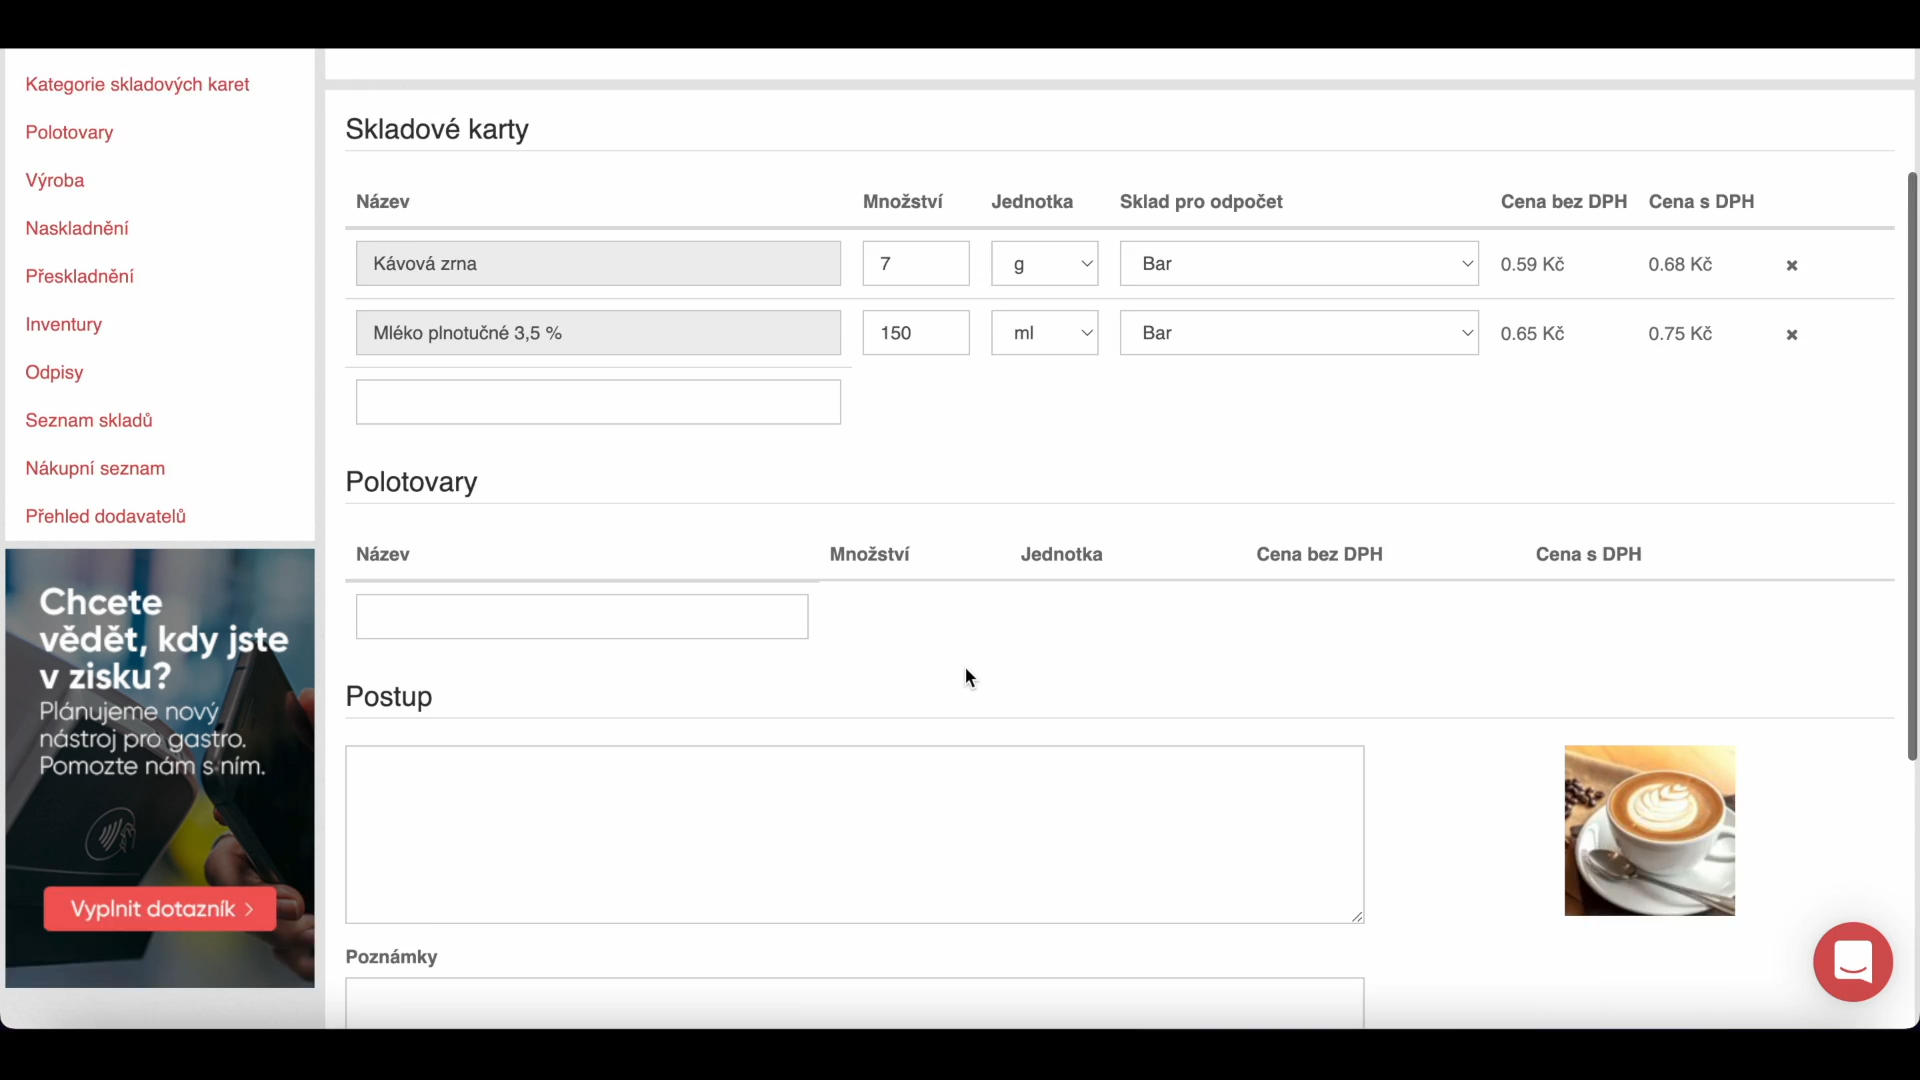 Kategorie skladových karet
Polotovary
Výroba
Naskladnění
Přeskladnění
Inventury
Odpisy
Seznam skladů
Nákupní seznam
Přehled dodavatelů
Chcete
vědět, kdy jste
v zisku?
Plánujeme nový
nástroj pro gastro.
Pomozte nám s ním.
Vyplnit dotazník >
Skladové karty
Název Množství Jednotka Sklad pro odpočet Cena bez DPH Cena s DPH
Kávová zrna 7 g Bar 0.59 Kč 0.68 Kč
Mléko plnotučné 3,5 % 150 ml Bar 0.65 Kč 0.75 Kč
Polotovary
Název Množství Jednotka Cena bez DPH Cena s DPH
Postup
Poznámky